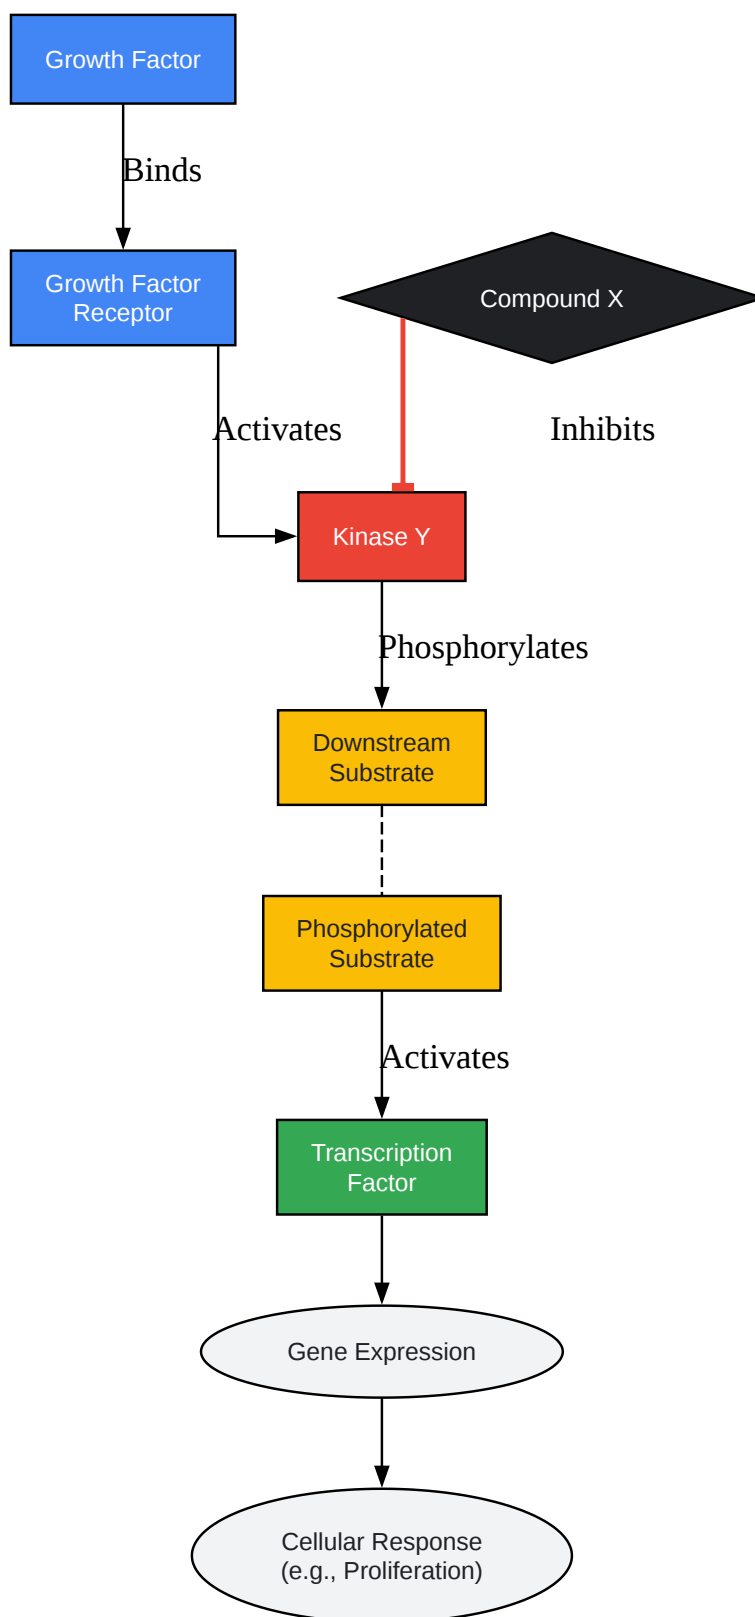 Growth Factor
Binds
Growth Factor
Receptor
Compound X
Activates
Inhibits
Kinase Y
Phosphorylates
Downstream
Substrate
Phosphorylated
Substrate
Activates
Transcription
Factor
Gene Expression
Cellular Response
(e.g., Proliferation)